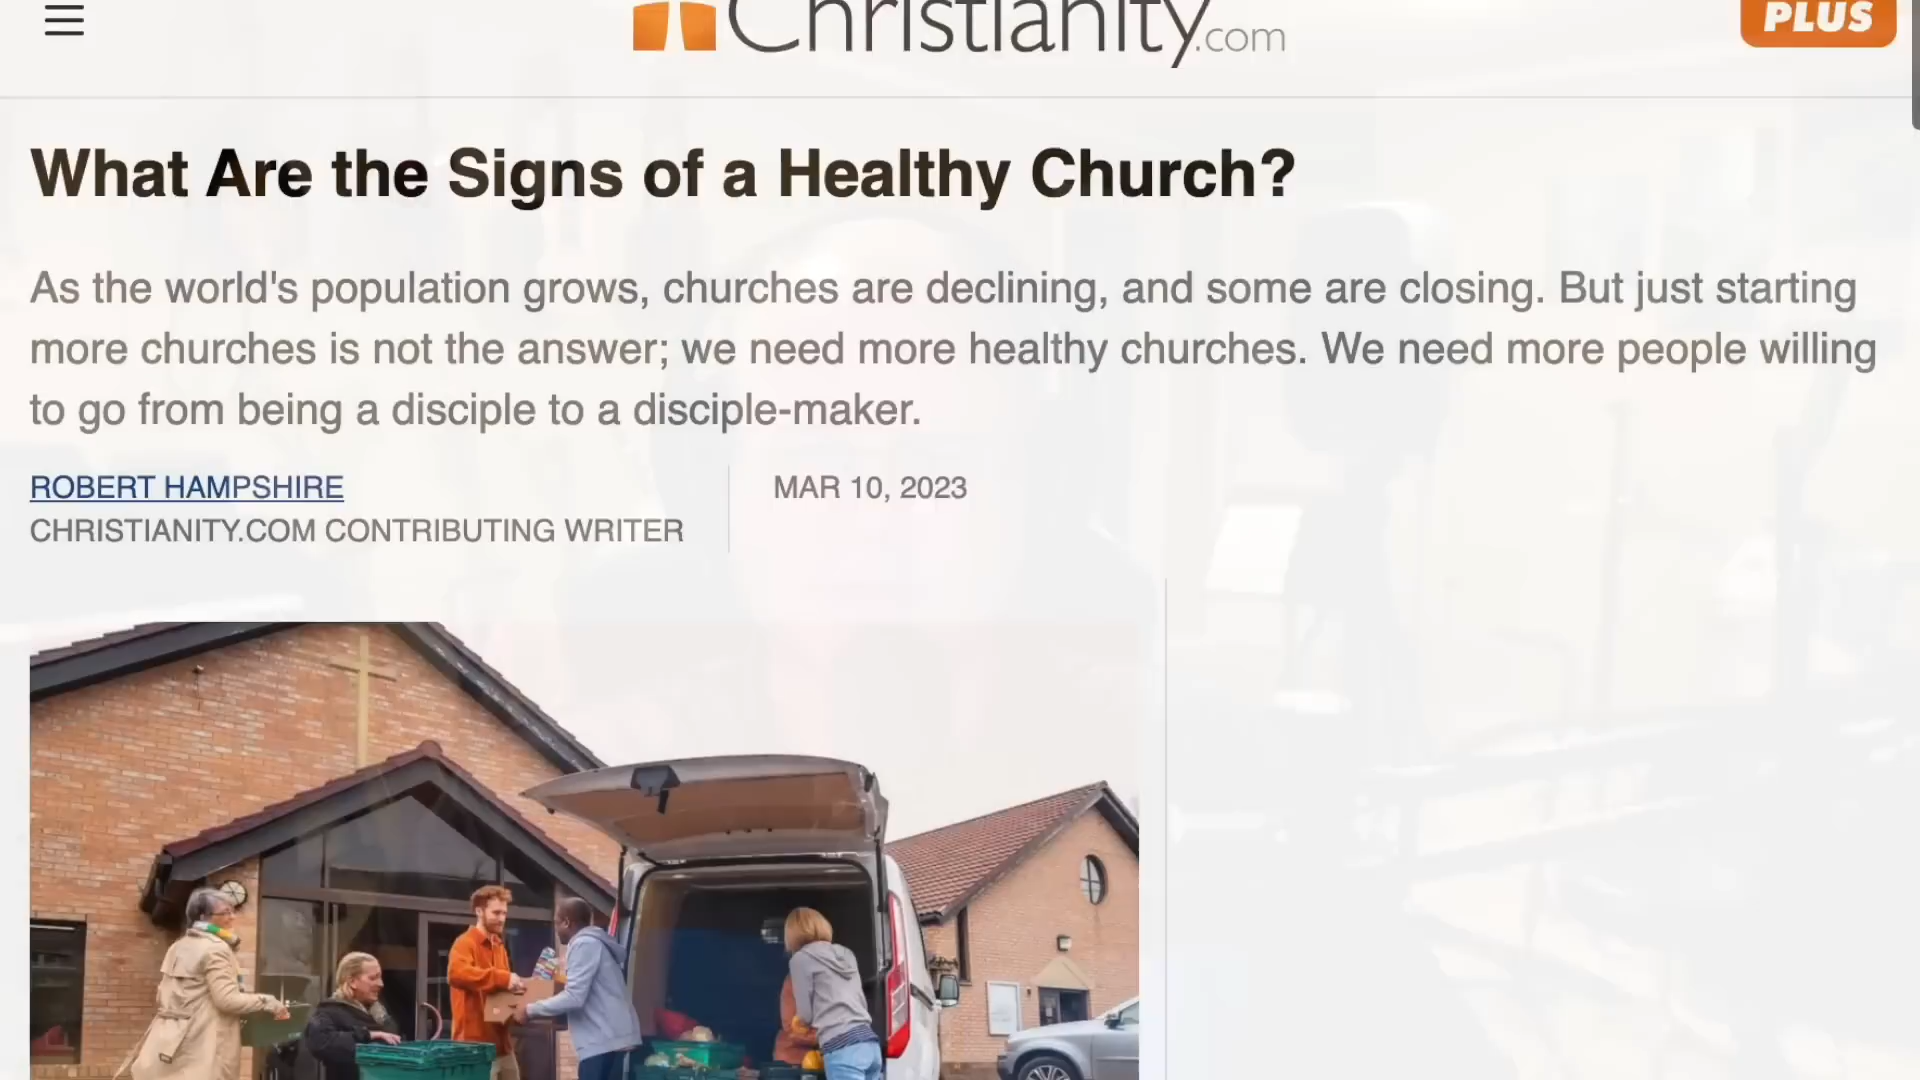 Christianity.com
PLUS
What Are the Signs of a Healthy Church?
As the world's population grows, churches are declining, and some are closing. But just starting
more churches is not the answer; we need more healthy churches. We need more people willing
to go from being a disciple to a disciple-maker.
ROBERT HAMPSHIRE
MAR 10, 2023
CHRISTIANITY.COM CONTRIBUTING WRITER